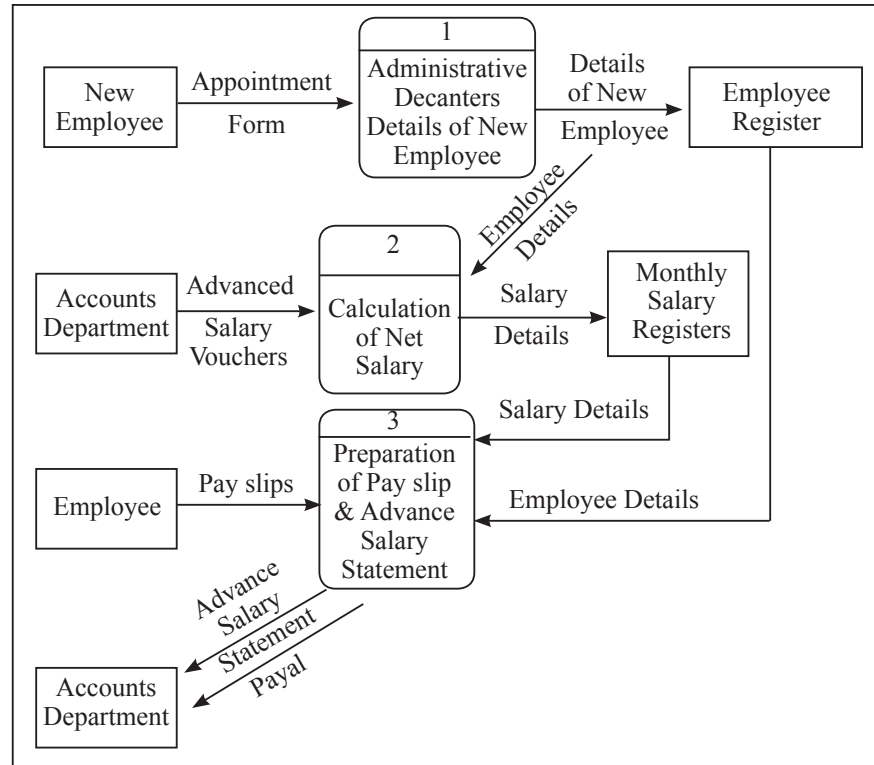 1
New
Employee
Appointment
Form
Administrative
Decanters
Details of New
Employee
Details
of New
Employee
Employee
Register
Employee
Details
Accounts
Department
Advanced
Salary
Vouchers
2
Calculation
of Net
Salary
Salary
Details
Monthly
Salary
Registers
Salary Details
Employee
Pay slips
3
Preparation
of Pay slip
& Advance
Salary
Statement
Employee Details
Advance
Salary
Statement
Payal
Accounts
Department